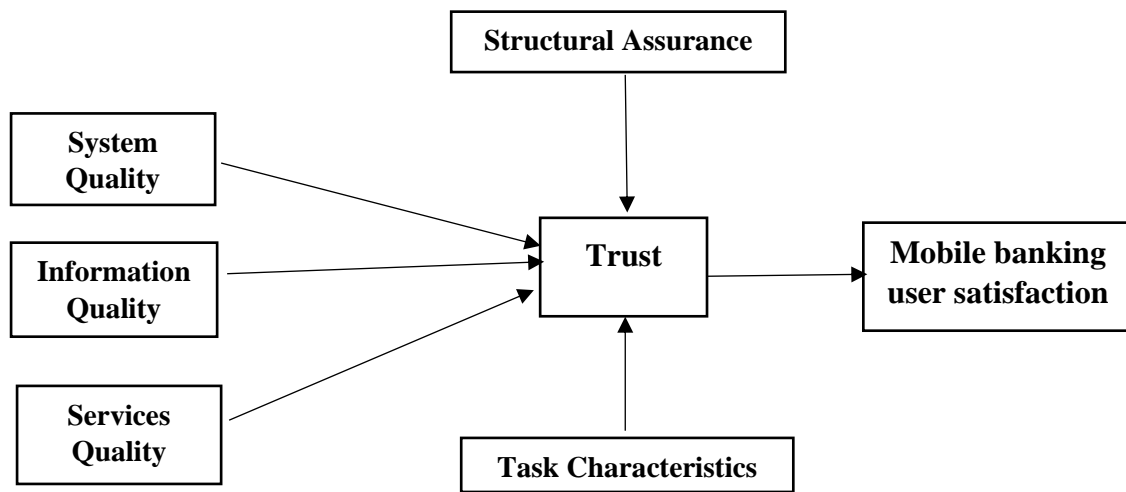 Structural Assurance
System
Quality
Information
Quality
Services
Quality
Trust
Mobile banking
user satisfaction
Task Characteristics